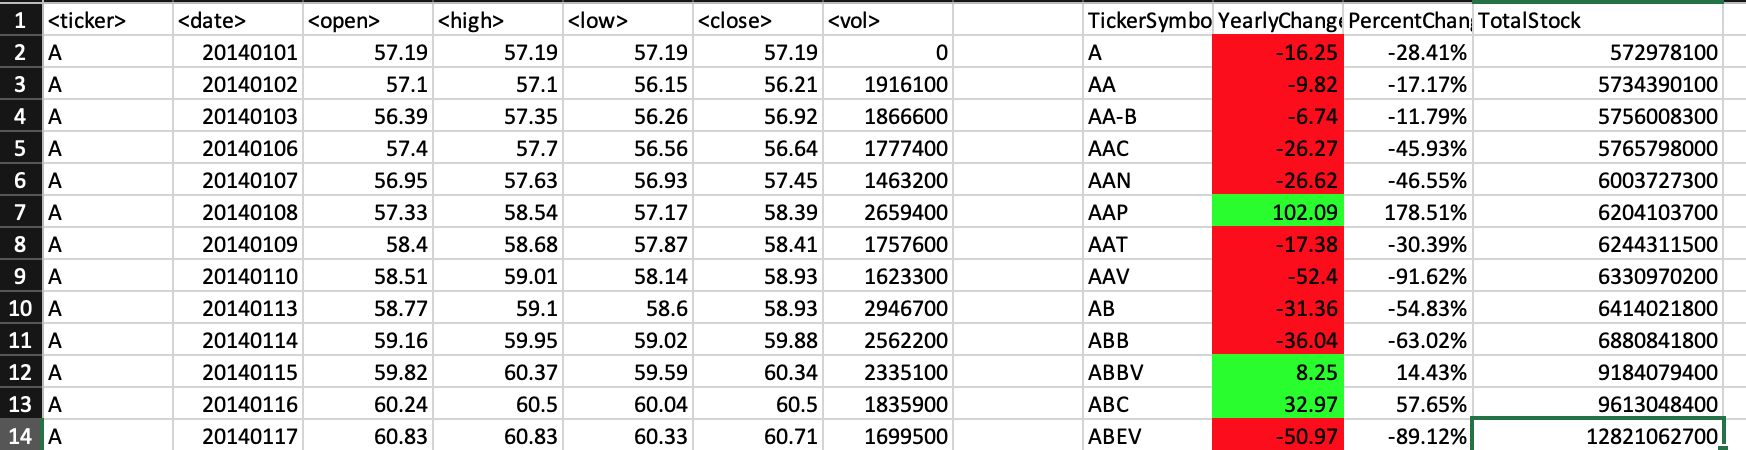 1 <ticker> <date> <open> <high> <low> <close> <vol> TickerSymbo YearlyChange PercentChan TotalStock
2 A 20140101 57.19 57.19 57.19 57.19 0 A -16.25 -28.41% 572978100
3 A 20140102 57.1 57.1 56.15 56.21 1916100 AA -9.82 -17.17% 5734390100
4 A 20140103 56.39 57.35 56.26 56.92 1866600 AA-B -6.74 -11.79% 5756008300
5 A 20140106 57.4 57.7 56.56 56.64 1777400 AAC -26.27 -45.93% 5765798000
6 A 20140107 56.95 57.63 56.93 57.45 1463200 AAN -26.62 -46.55% 6003727300
7 A 20140108 57.33 58.54 57.17 58.39 2659400 AAP 102.09 178.51% 6204103700
8 A 20140109 58.4 58.68 57.87 58.41 1757600 AAT -17.38 -30.39% 6244311500
9 A 20140110 58.51 59.01 58.14 58.93 1623300 AAV -52.4 -91.62% 6330970200
10 A 20140113 58.77 59.1 58.6 58.93 2946700 AB -31.36 -54.83% 6414021800
11 A 20140114 59.16 59.95 59.02 59.88 2562200 ABB -36.04 -63.02% 6880841800
12 A 20140115 59.82 60.37 59.59 60.34 2335100 ABBV 8.25 14.43% 9184079400
13 A 20140116 60.24 60.5 60.04 60.5 1835900 ABC 32.97 57.65% 9613048400
14 A 20140117 60.83 60.83 60.33 60.71 1699500 ABEV -50.97 -89.12% 12821062700